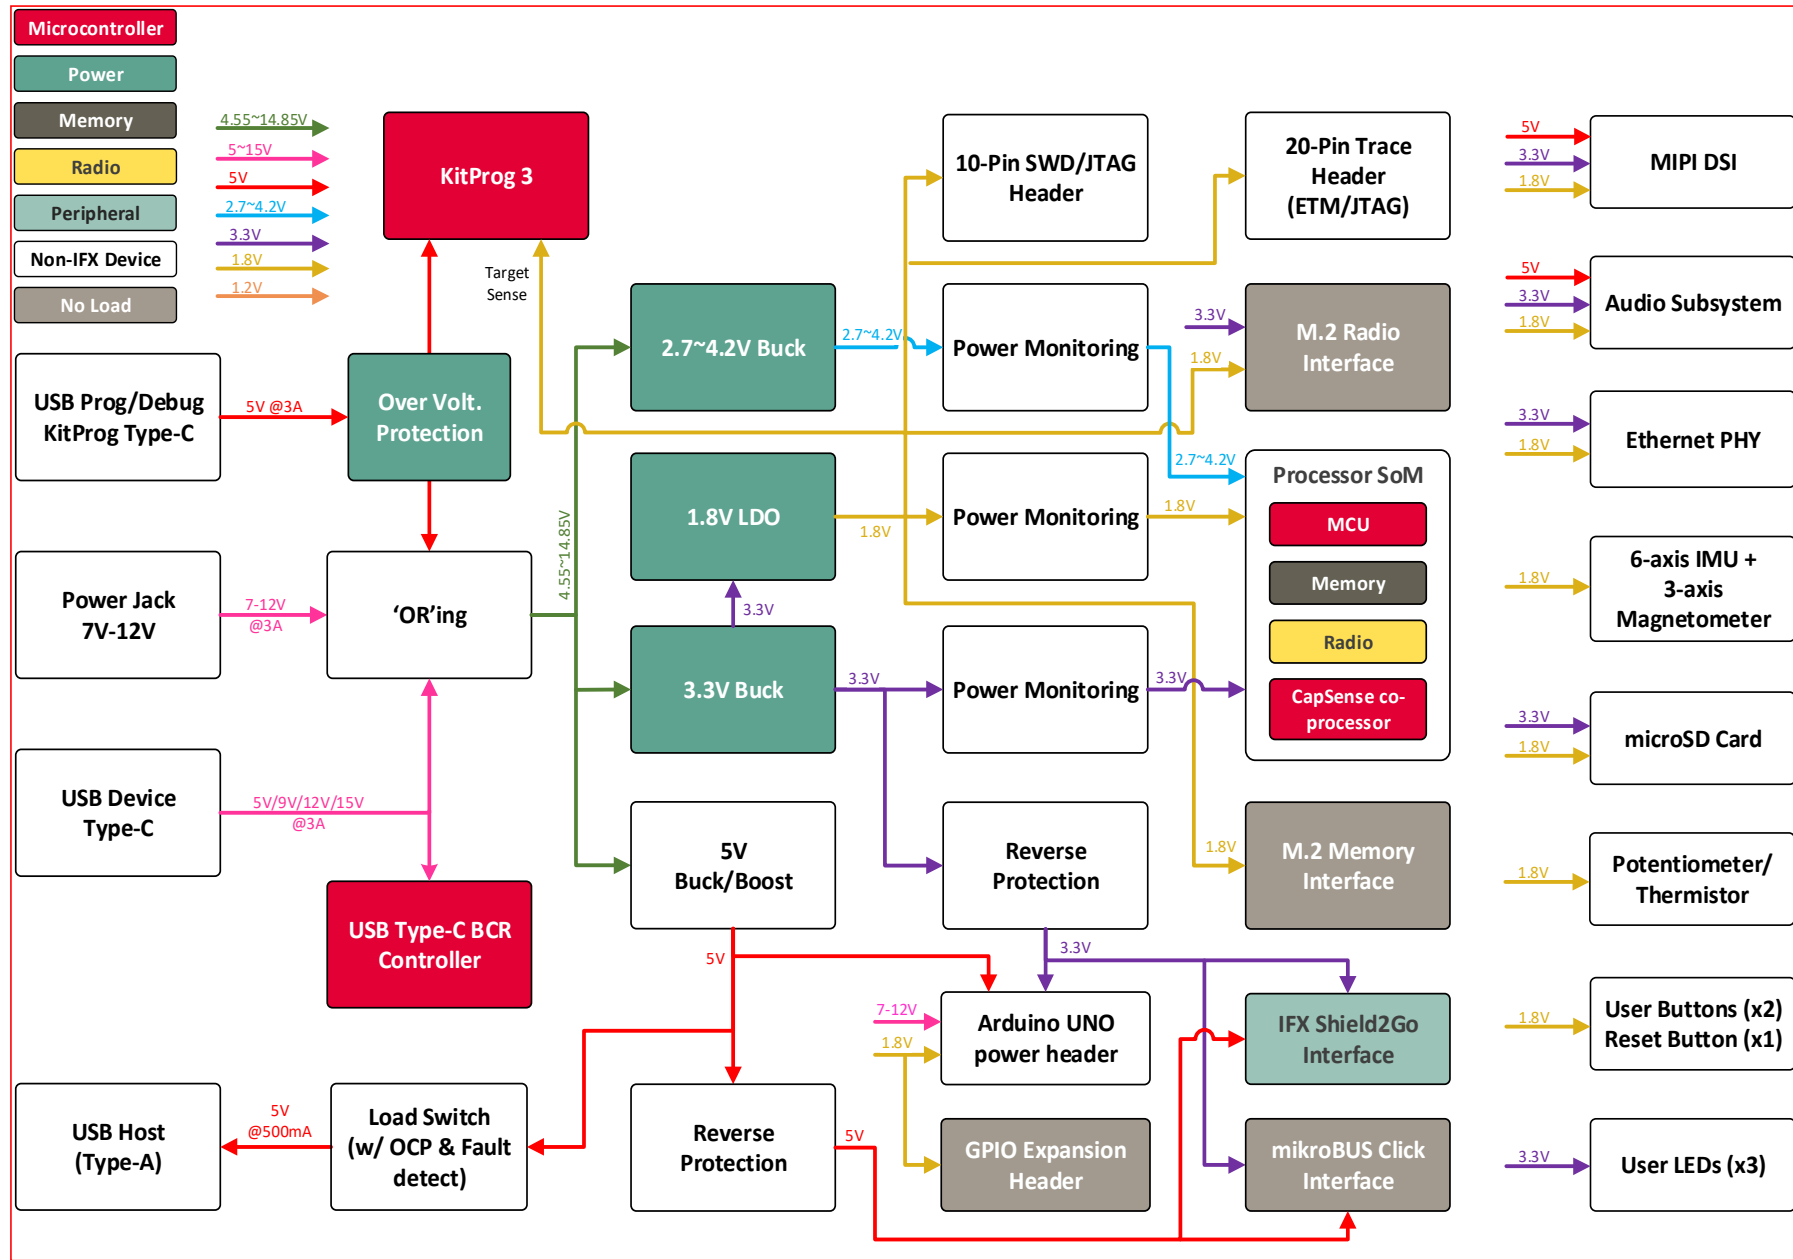 Microcontroller
Power
Memory
Radio
Peripheral
Non-IFX Device
No Load
4.55~14.85V
5~15V
5V
2.7~4.2V
3.3V
1.8V
1.2V
KitProg 3
Target
Sense
USB Prog/Debug
KitProg Type-C
5V @3A
Over Volt.
Protection
Power Jack
7V-12V
7-12V
@3A
'OR'ing
4.55~14.85V
USB Device
Type-C
5V/9V/12V/15V
@3A
USB Type-C BCR
Controller
USB Host
(Type-A)
5V
@500mA
Load Switch
(w/ OCP & Fault
detect)
2.7~4.2V Buck
2.7~4.2V
1.8V LDO
1.8V
3.3V
3.3V Buck
3.3V
5V
Buck/Boost
5V
Reverse
Protection
5V
10-Pin SWD/JTAG
Header
Power Monitoring
Power Monitoring
1.8V
Power Monitoring
3.3V
Reverse
Protection
3.3V
7-12V
1.8V
Arduino UNO
power header
GPIO Expansion
Header
20-Pin Trace
Header
(ETM/JTAG)
3.3V
1.8V
M.2 Radio
Interface
2.7~4.2V
Processor SoM
MCU
Memory
Radio
CapSense co-
processor
1.8V
M.2 Memory
Interface
IFX Shield2Go
Interface
mikroBUS Click
Interface
5V
3.3V
1.8V
MIPI DSI
5V
3.3V
1.8V
Audio Subsystem
3.3V
1.8V
Ethernet PHY
1.8V
6-axis IMU +
3-axis
Magnetometer
3.3V
1.8V
microSD Card
1.8V
Potentiometer/
Thermistor
1.8V
User Buttons (x2)
Reset Button (x1)
3.3V
User LEDs (x3)